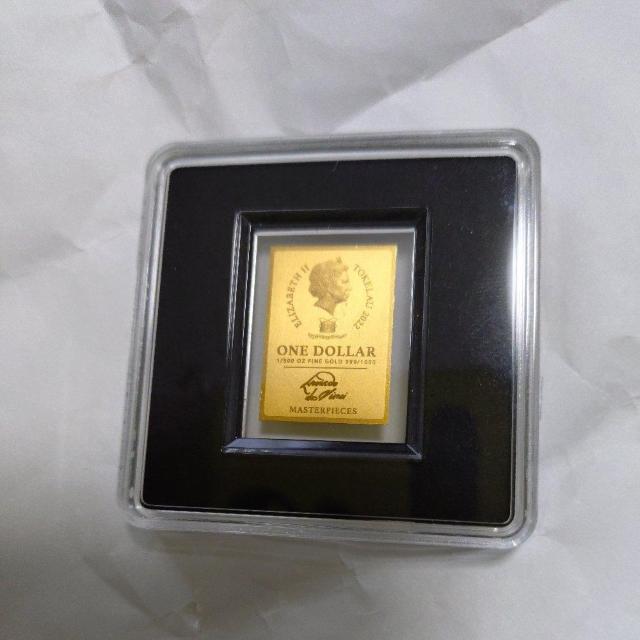 ELIZABETH II TOKELAU 2022
ONE DOLLAR
1/500 OZ FINE GOLD 999/1000
Leonardo
da Vinci
MASTERPIECES